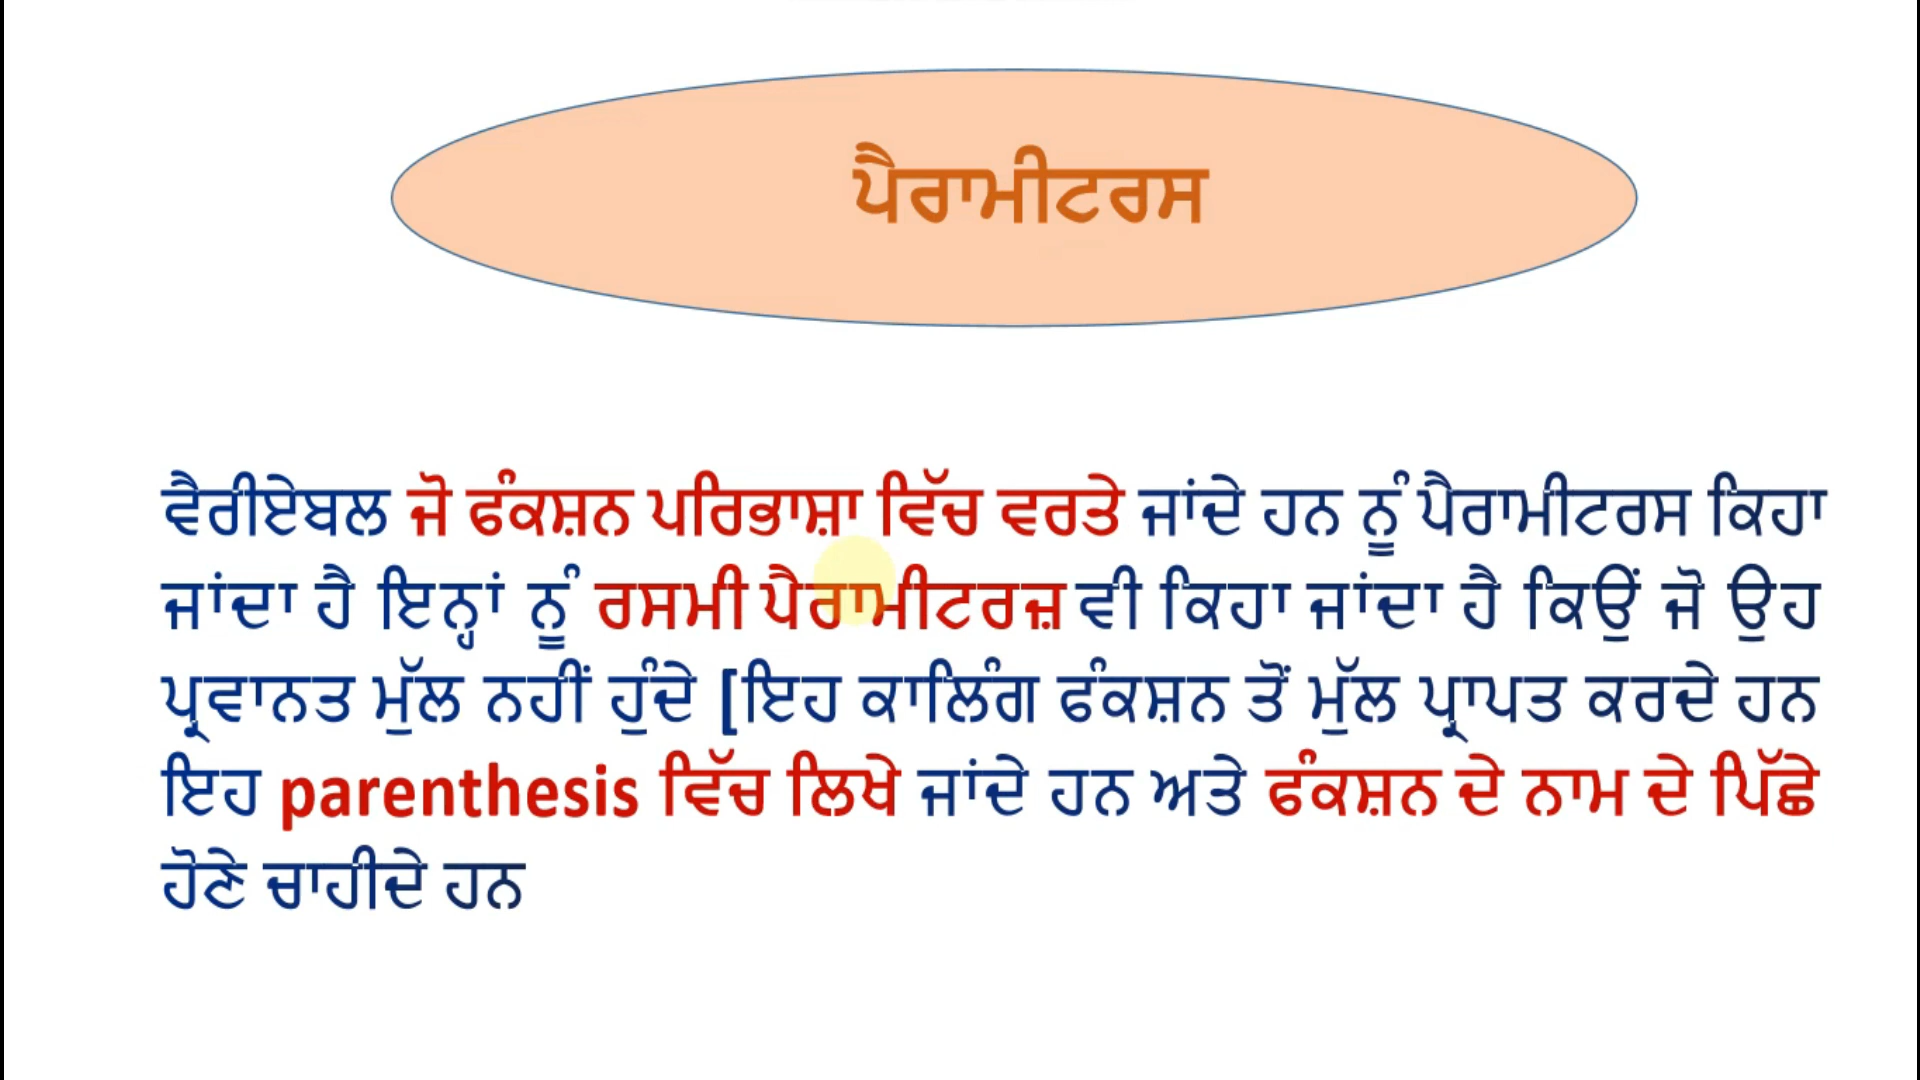 ਪੈਰਾਮੀਟਰਸ
ਵੈਰੀਏਬਲ ਜੋ ਫੰਕਸ਼ਨ ਪਰਿਭਾਸ਼ਾ ਵਿੱਚ ਵਰਤੇ ਜਾਂਦੇ ਹਨ ਨੂੰ ਪੈਰਾਮੀਟਰਸ ਕਿਹਾ
ਜਾਂਦਾ ਹੈ ਇਨ੍ਹਾਂ ਨੂੰ ਰਸਮੀ ਪੈਰਾਮੀਟਰਜ਼ ਵੀ ਕਿਹਾ ਜਾਂਦਾ ਹੈ ਕਿਉਂ ਜੋ ਉਹ
ਪ੍ਰਵਾਨਤ ਮੁੱਲ ਨਹੀਂ ਹੁੰਦੇ [ਇਹ ਕਾਲਿੰਗ ਫੰਕਸ਼ਨ ਤੋਂ ਮੁੱਲ ਪ੍ਰਾਪਤ ਕਰਦੇ ਹਨ
ਇਹ parenthesis ਵਿੱਚ ਲਿਖੇ ਜਾਂਦੇ ਹਨ ਅਤੇ ਫੰਕਸ਼ਨ ਦੇ ਨਾਮ ਦੇ ਪਿੱਛੇ
ਹੋਣੇ ਚਾਹੀਦੇ ਹਨ